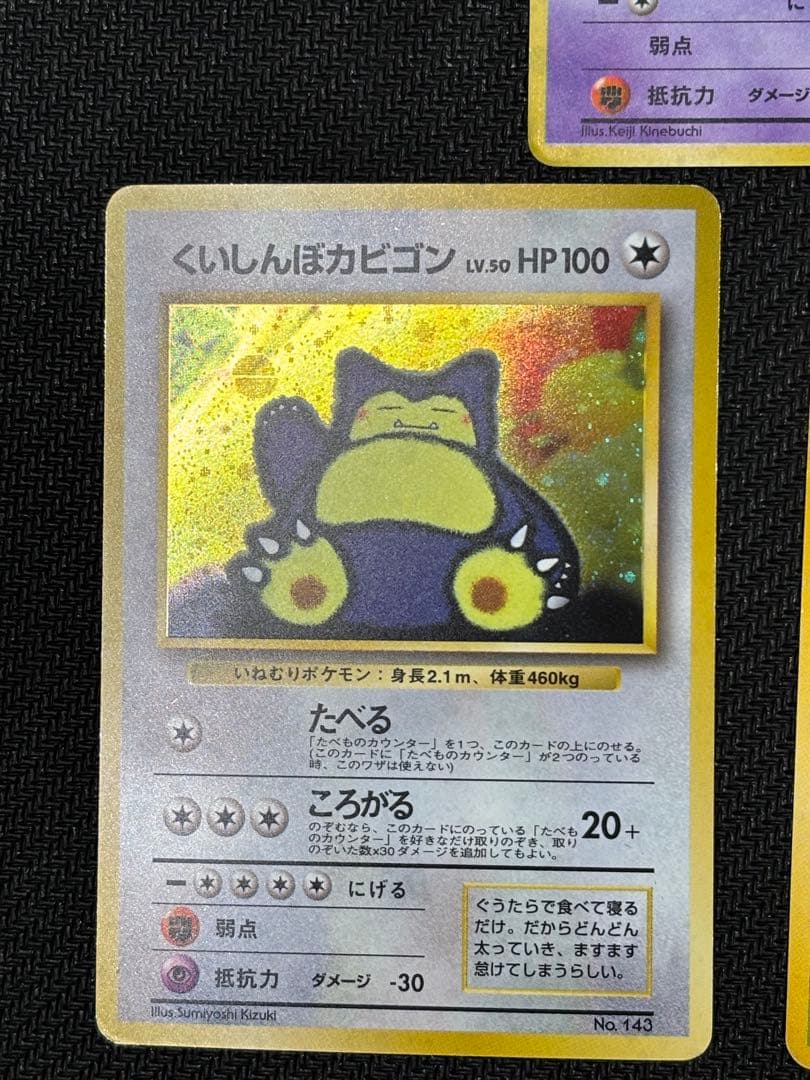 に
弱点
抵抗力 ダメージ
Illus.Keiji Kinebuchi
くいしんぼカビゴン LV.50 HP100
いねむりポケモン：身長2.1m、体重460kg
たべる
「たべものカウンター」を1つ、このカードの上にのせる。
(このカードに「たべものカウンター」が2つのっている
時、このワザは使えない)
ころがる
のぞむなら、このカードにのっている「たべも
のカウンター」を好きなだけ取りのぞき、取り
のぞいた数x30ダメージを追加してもよい。
20+
にげる
弱点
抵抗力 ダメージ -30
ぐうたらで食べて寝る
だけ。だからどんどん
太っていき、ますます
怠けてしまうらしい。
Illus.Sumiyoshi Kizuki
No.143